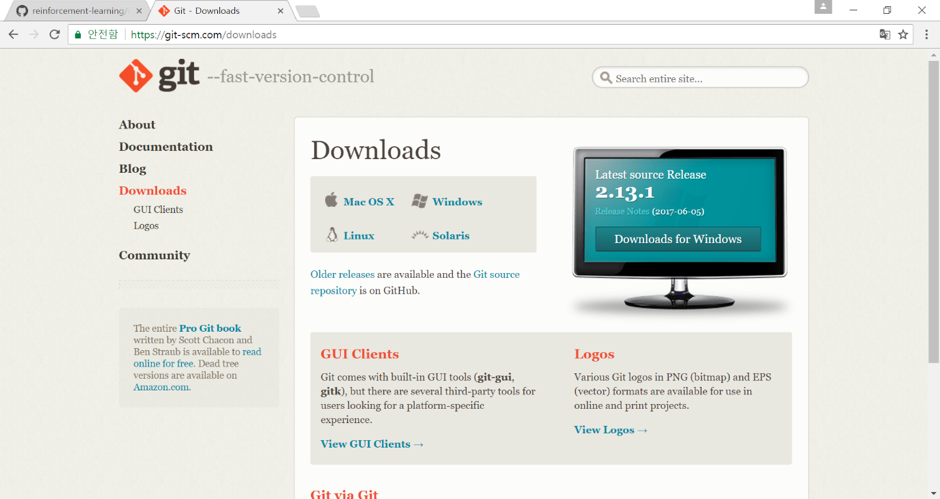 reinforcement-learning/
Git - Downloads
안전함
https://git-scm.com/downloads
git --fast-version-control
Search entire site...
About
Documentation
Blog
Downloads
GUI Clients
Logos
Community
The entire Pro Git book
written by Scott Chacon and
Ben Straub is available to read
online for free. Dead tree
versions are available on
Amazon.com.
Downloads
Mac OS X
Windows
Linux
Solaris
Older releases are available and the Git source
repository is on GitHub.
Latest source Release
2.13.1
Release Notes (2017-06-05)
Downloads for Windows
GUI Clients
Git comes with built-in GUI tools (git-gui,
gitk), but there are several third-party tools for
users looking for a platform-specific
experience.
View GUI Clients →
Logos
Various Git logos in PNG (bitmap) and EPS
(vector) formats are available for use in
online and print projects.
View Logos →
Git via Git